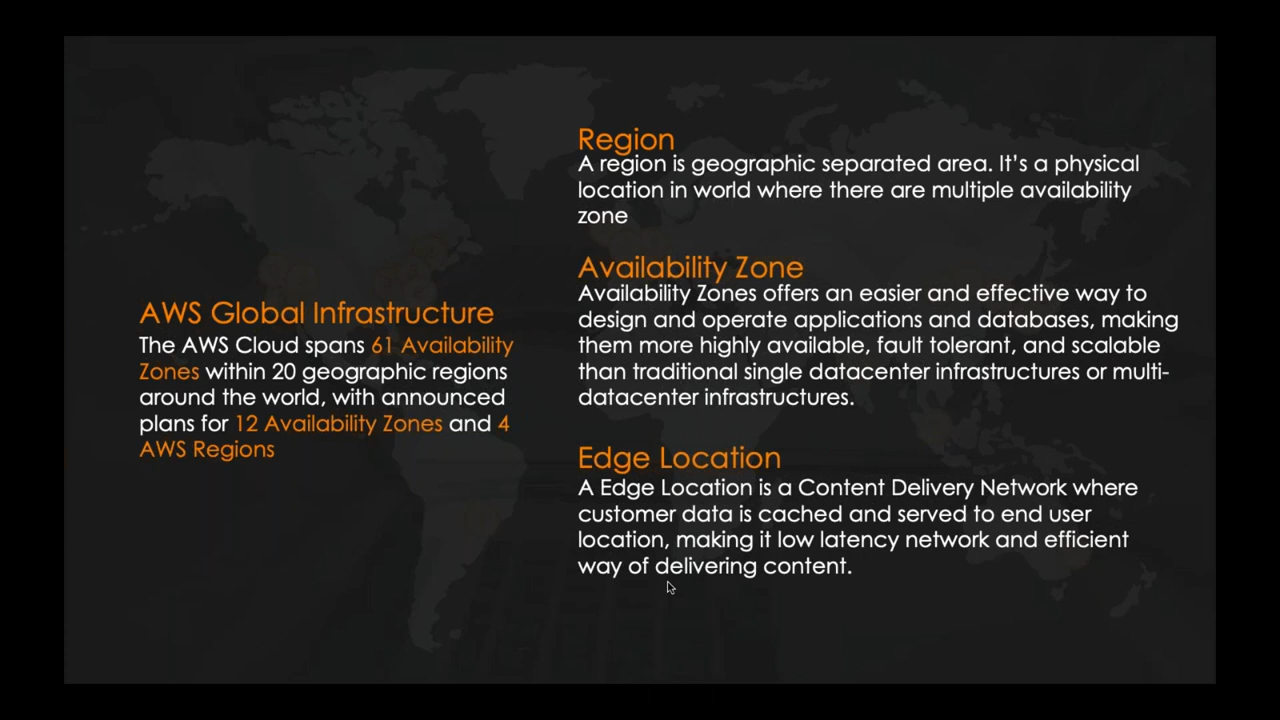 AWS Global Infrastructure
The AWS Cloud spans 61 Availability
Zones within 20 geographic regions
around the world, with announced
plans for 12 Availability Zones and 4
AWS Regions
Region
A region is geographic separated area. It’s a physical
location in world where there are multiple availability
zone
Availability Zone
Availability Zones offers an easier and effective way to
design and operate applications and databases, making
them more highly available, fault tolerant, and scalable
than traditional single datacenter infrastructures or multi-
datacenter infrastructures.
Edge Location
A Edge Location is a Content Delivery Network where
customer data is cached and served to end user
location, making it low latency network and efficient
way of delivering content.